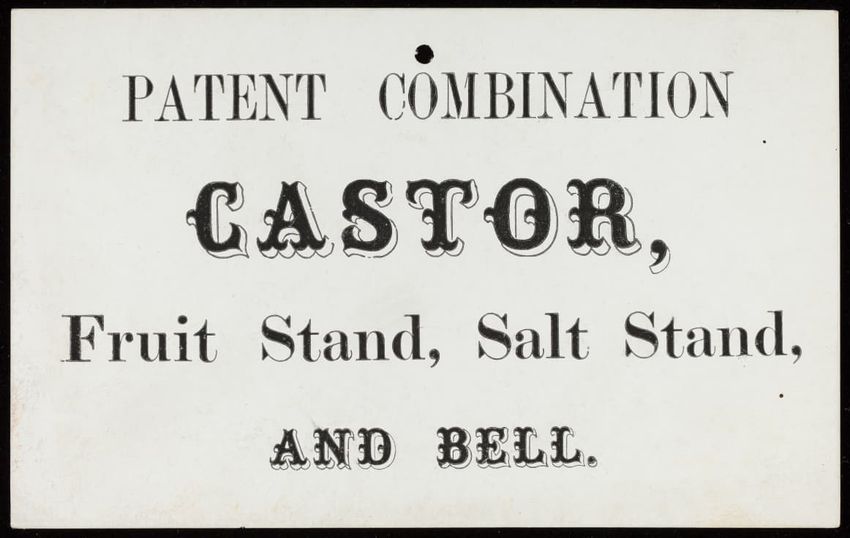 PATENT COMBINATION
CASTOR,
Fruit Stand, Salt Stand,
AND BELL.